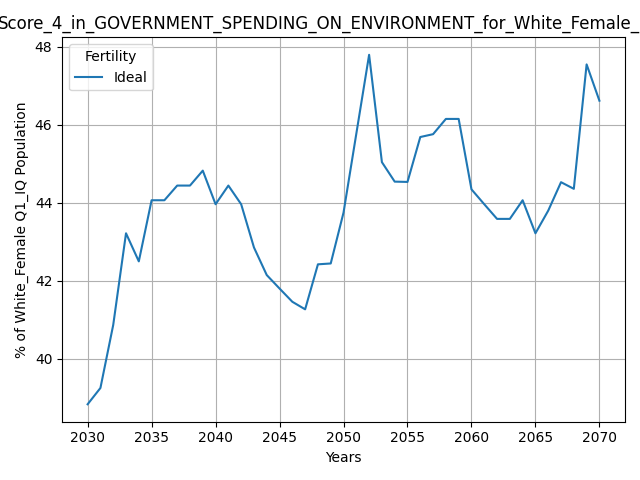 Score_4_in_GOVERNMENT_SPENDING_ON_ENVIRONMENT_for_White_Female_
Fertility
Ideal
48
46
44
42
40
% of White_Female Q1_IQ Population
2030 2035 2040 2045 2050 2055 2060 2065 2070
Years